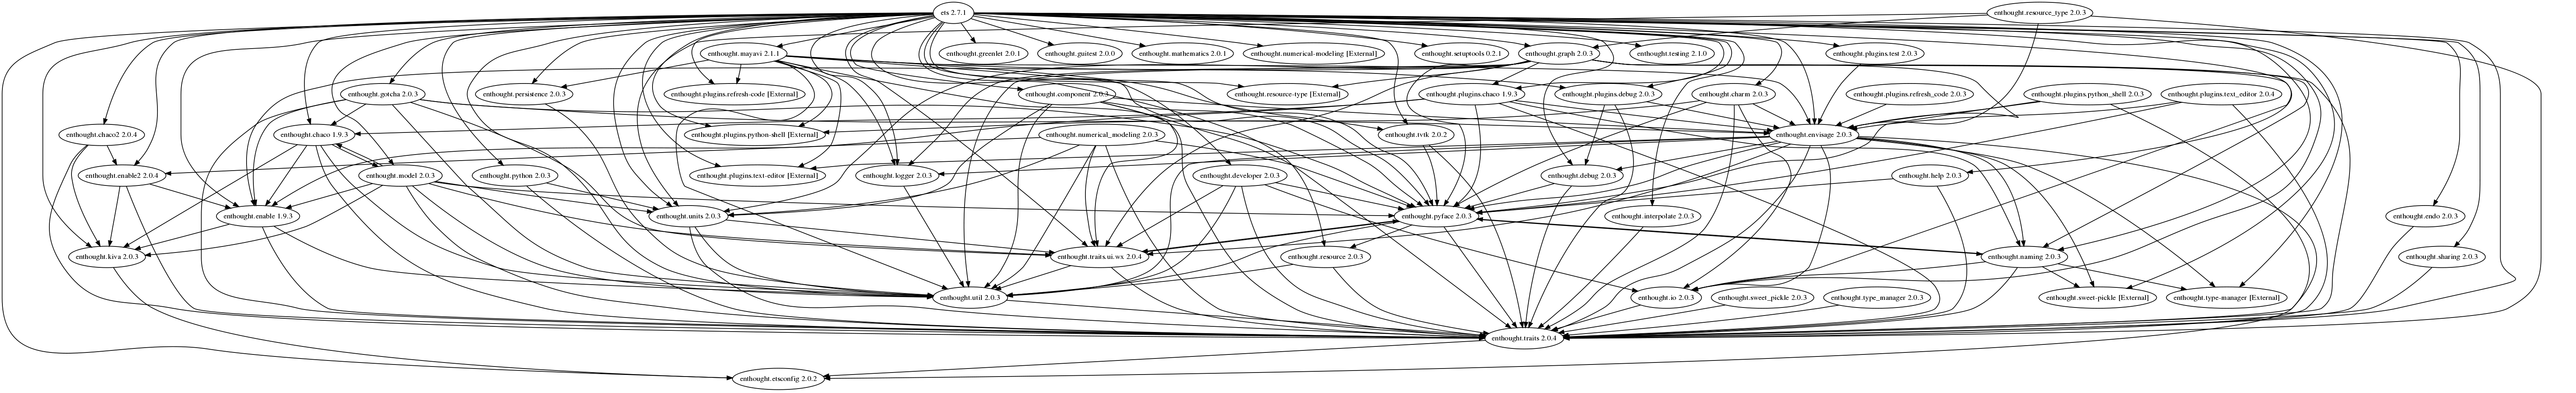 ets 2.7.1
enthought.resource_type 2.0.3
enthought.mayavi 2.1.1
enthought.greenlet 2.0.1
enthought.guitest 2.0.0
enthought.mathematics 2.0.1
enthought.numerical-modeling [External]
enthought.setuptools 0.2.1
enthought.graph 2.0.3
enthought.testing 2.1.0
enthought.plugins.test 2.0.3
enthought.gotcha 2.0.3
enthought.persistence 2.0.3
enthought.plugins.refresh-code [External]
enthought.component 2.0.3
enthought.resource-type [External]
enthought.plugins.chaco 1.9.3
enthought.plugins.debug 2.0.3
enthought.charm 2.0.3
enthought.plugins.refresh_code 2.0.3
enthought.plugins.python_shell 2.0.3
enthought.plugins.text_editor 2.0.4
enthought.chaco2 2.0.4
enthought.chaco 1.9.3
enthought.plugins.python-shell [External]
enthought.numerical_modeling 2.0.3
enthought.tvtk 2.0.2
enthought.envisage 2.0.3
enthought.enable2 2.0.4
enthought.model 2.0.3
enthought.python 2.0.3
enthought.plugins.text-editor [External]
enthought.logger 2.0.3
enthought.developer 2.0.3
enthought.debug 2.0.3
enthought.help 2.0.3
enthought.enable 1.9.3
enthought.units 2.0.3
enthought.pyface 2.0.3
enthought.interpolate 2.0.3
enthought.endo 2.0.3
enthought.kiva 2.0.3
enthought.traits.ui.wx 2.0.4
enthought.resource 2.0.3
enthought.naming 2.0.3
enthought.sharing 2.0.3
enthought.util 2.0.3
enthought.io 2.0.3
enthought.sweet_pickle 2.0.3
enthought.type_manager 2.0.3
enthought.sweet-pickle [External]
enthought.type-manager [External]
enthought.traits 2.0.4
enthought.etsconfig 2.0.2